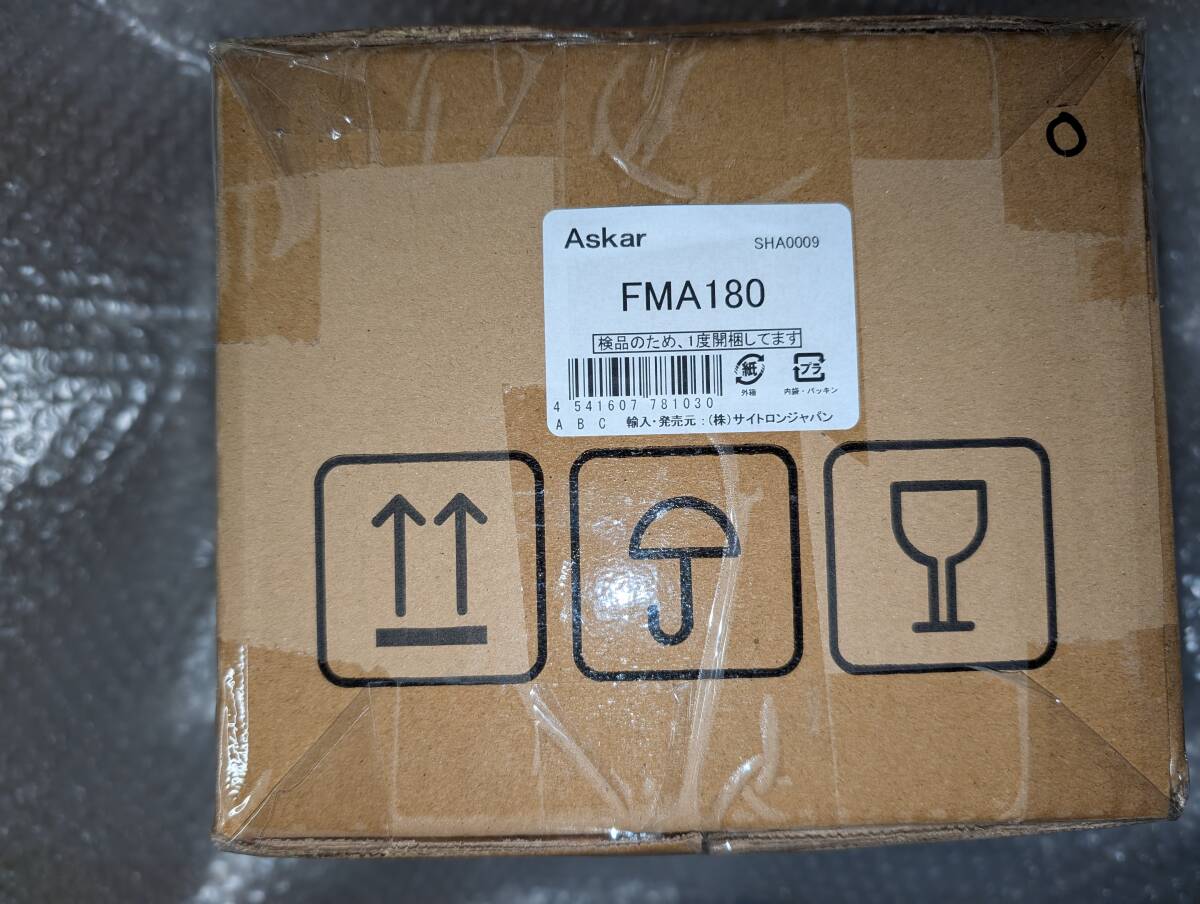 O
Askar SHA0009
FMA180
検品のため、1度開梱してます
紙 プラ
外箱 内袋・パッキン
4 541607 781030
A B C 輸入・発売元:(株)サイトロンジャパン